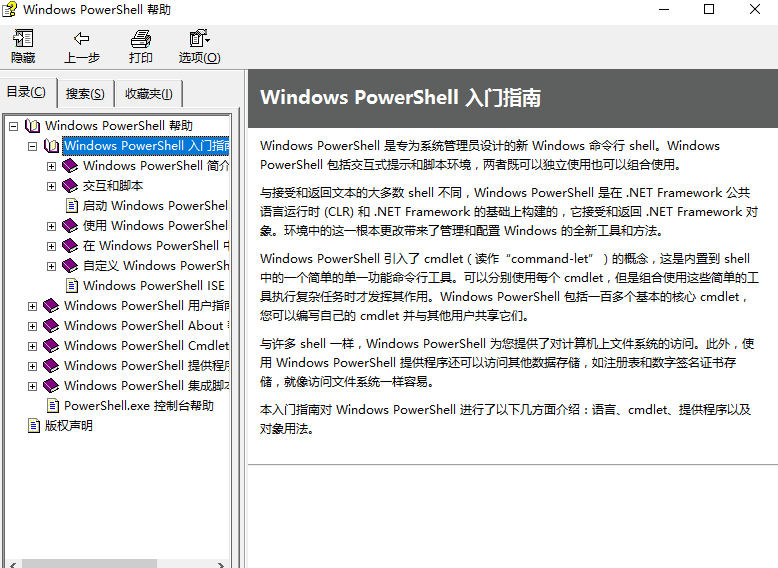 Windows PowerShell 帮助
隐藏 上一步 打印 选项(O)
目录(C) 搜索(S) 收藏夹(I)
Windows PowerShell 帮助
Windows PowerShell 入门指南
Windows PowerShell 简介
交互和脚本
启动 Windows PowerShell
使用 Windows PowerShell
在 Windows PowerShell 中
自定义 Windows PowerSh
Windows PowerShell ISE
Windows PowerShell 用户指南
Windows PowerShell About
Windows PowerShell Cmdlet
Windows PowerShell 提供程序
Windows PowerShell 集成脚本
PowerShell.exe 控制台帮助
版权声明
Windows PowerShell 入门指南
Windows PowerShell 是专为系统管理员设计的新 Windows 命令行 shell。Windows
PowerShell 包括交互式提示和脚本环境，两者既可以独立使用也可以组合使用。
与接受和返回文本的大多数 shell 不同，Windows PowerShell 是在 .NET Framework 公共
语言运行时 (CLR) 和 .NET Framework 的基础上构建的，它接受和返回 .NET Framework 对
象。环境中的这一根本更改带来了管理和配置 Windows 的全新工具和方法。
Windows PowerShell 引入了 cmdlet（读作“command-let”）的概念，这是内置到 shell
中的一个简单的单一功能命令行工具。可以分别使用每个 cmdlet，但是组合使用这些简单的工
具执行复杂任务时才发挥其作用。Windows PowerShell 包括一百多个基本的核心 cmdlet，
您可以编写自己的 cmdlet 并与其他用户共享它们。
与许多 shell 一样，Windows PowerShell 为您提供了对计算机上文件系统的访问。此外，使
用 Windows PowerShell 提供程序还可以访问其他数据存储，如注册表和数字签名证书存
储，就像访问文件系统一样容易。
本入门指南对 Windows PowerShell 进行了以下几方面介绍：语言、cmdlet、提供程序以及
对象用法。